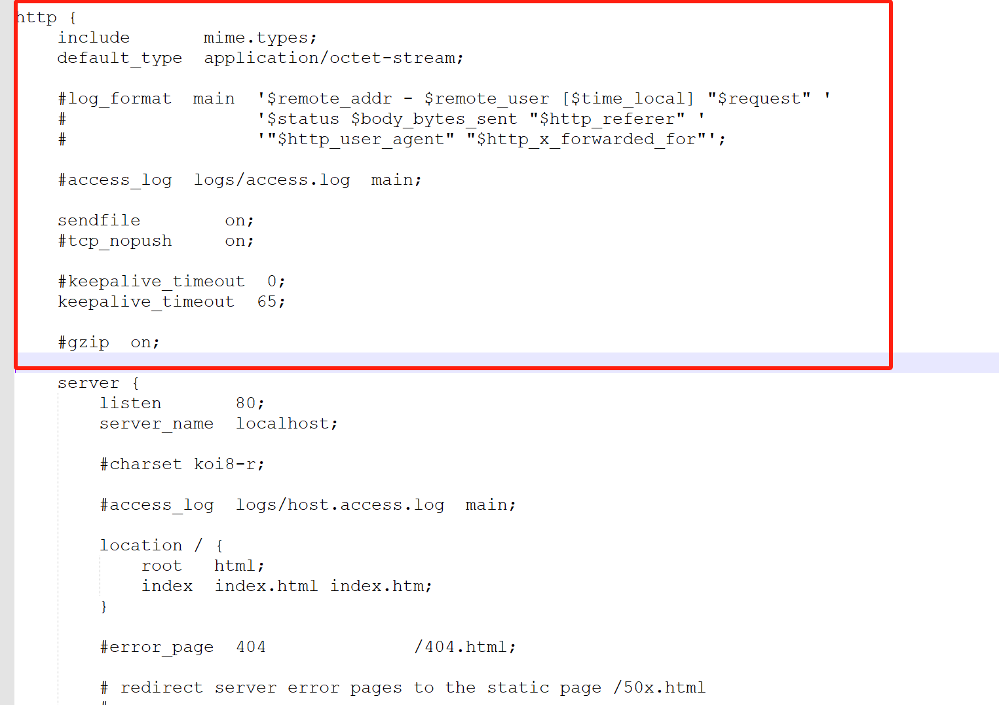 http {
    include       mime.types;
    default_type  application/octet-stream;

    #log_format  main  '$remote_addr - $remote_user [$time_local] "$request" '
    #                  '$status $body_bytes_sent "$http_referer" '
    #                  '"$http_user_agent" "$http_x_forwarded_for"';

    #access_log  logs/access.log  main;

    sendfile        on;
    #tcp_nopush     on;

    #keepalive_timeout  0;
    keepalive_timeout  65;

    #gzip  on;

    server {
        listen       80;
        server_name  localhost;

        #charset koi8-r;

        #access_log  logs/host.access.log  main;

        location / {
            root   html;
            index  index.html index.htm;
        }

        #error_page  404              /404.html;

        # redirect server error pages to the static page /50x.html
        #